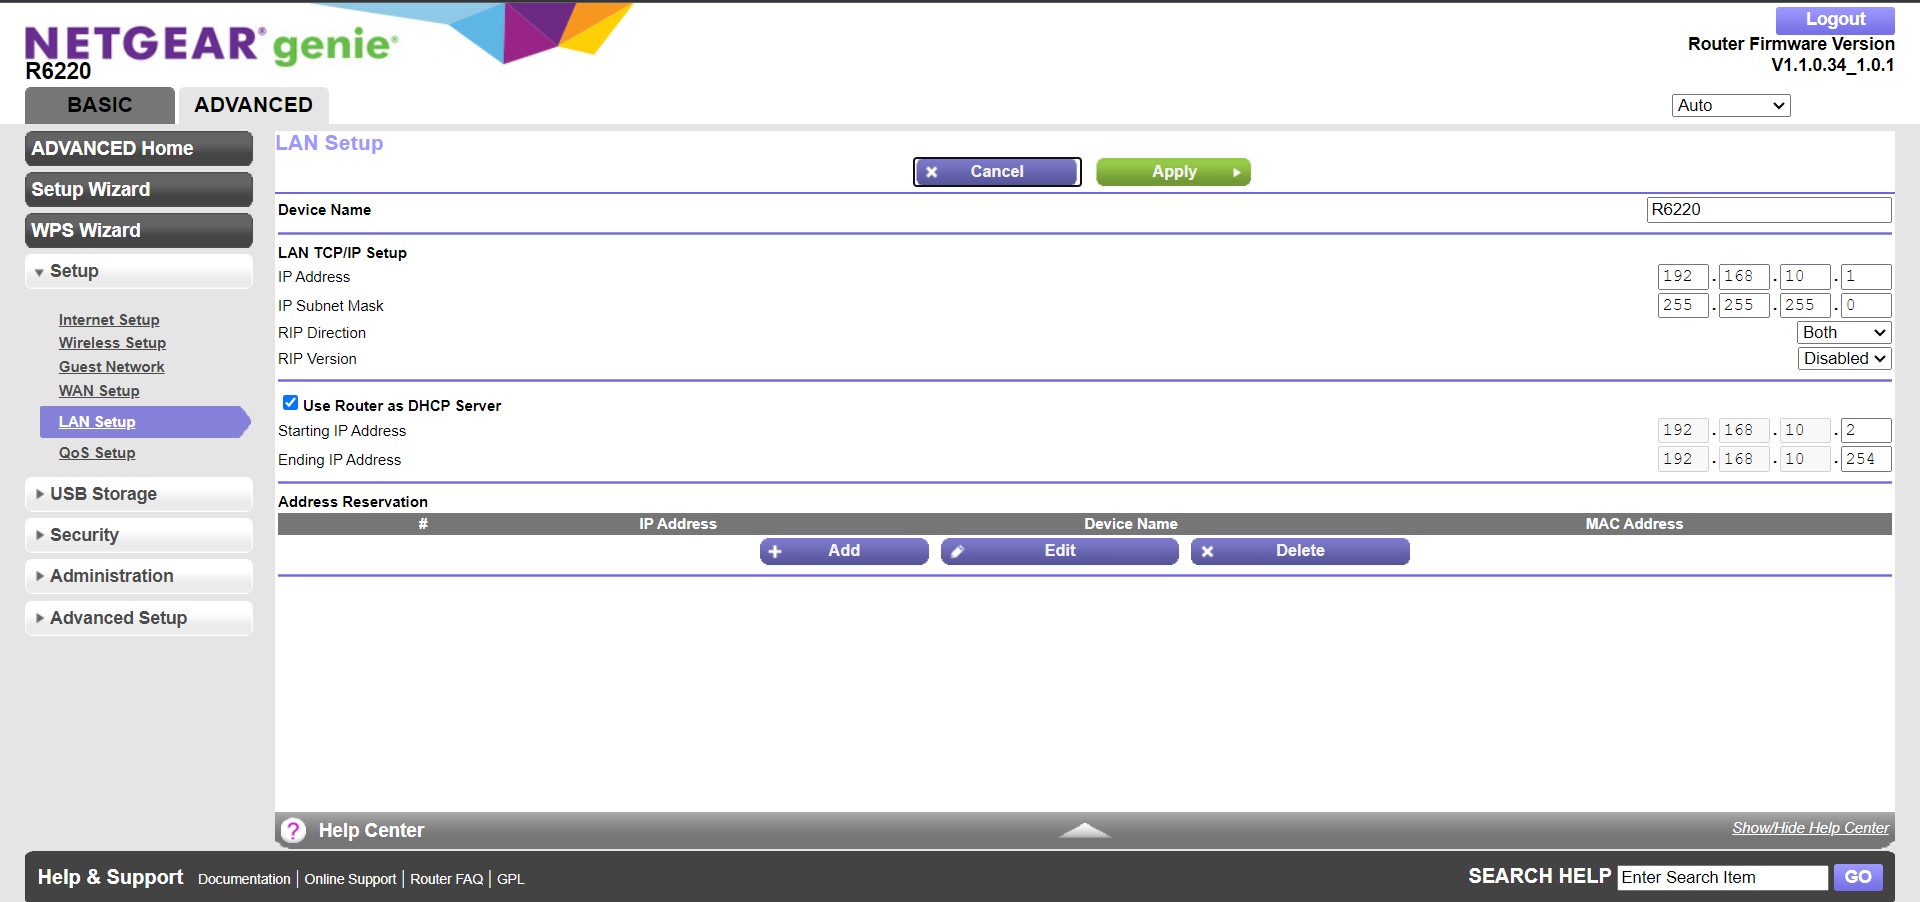 NETGEAR® genie®
R6220
Logout
Router Firmware Version
V1.1.0.34_1.0.1
BASIC
ADVANCED
Auto
ADVANCED Home
Setup Wizard
WPS Wizard
Setup
Internet Setup
Wireless Setup
Guest Network
WAN Setup
LAN Setup
QoS Setup
USB Storage
Security
Administration
Advanced Setup
LAN Setup
Cancel
Apply
Device Name R6220
LAN TCP/IP Setup
IP Address 192 . 168 . 10 . 1
IP Subnet Mask 255 . 255 . 255 . 0
RIP Direction Both
RIP Version Disabled
Use Router as DHCP Server
Starting IP Address 192 . 168 . 10 . 2
Ending IP Address 192 . 168 . 10 . 254
Address Reservation
# IP Address Device Name MAC Address
Add Edit Delete
? Help Center Show/Hide Help Center
Help & Support Documentation | Online Support | Router FAQ | GPL SEARCH HELP Enter Search Item GO